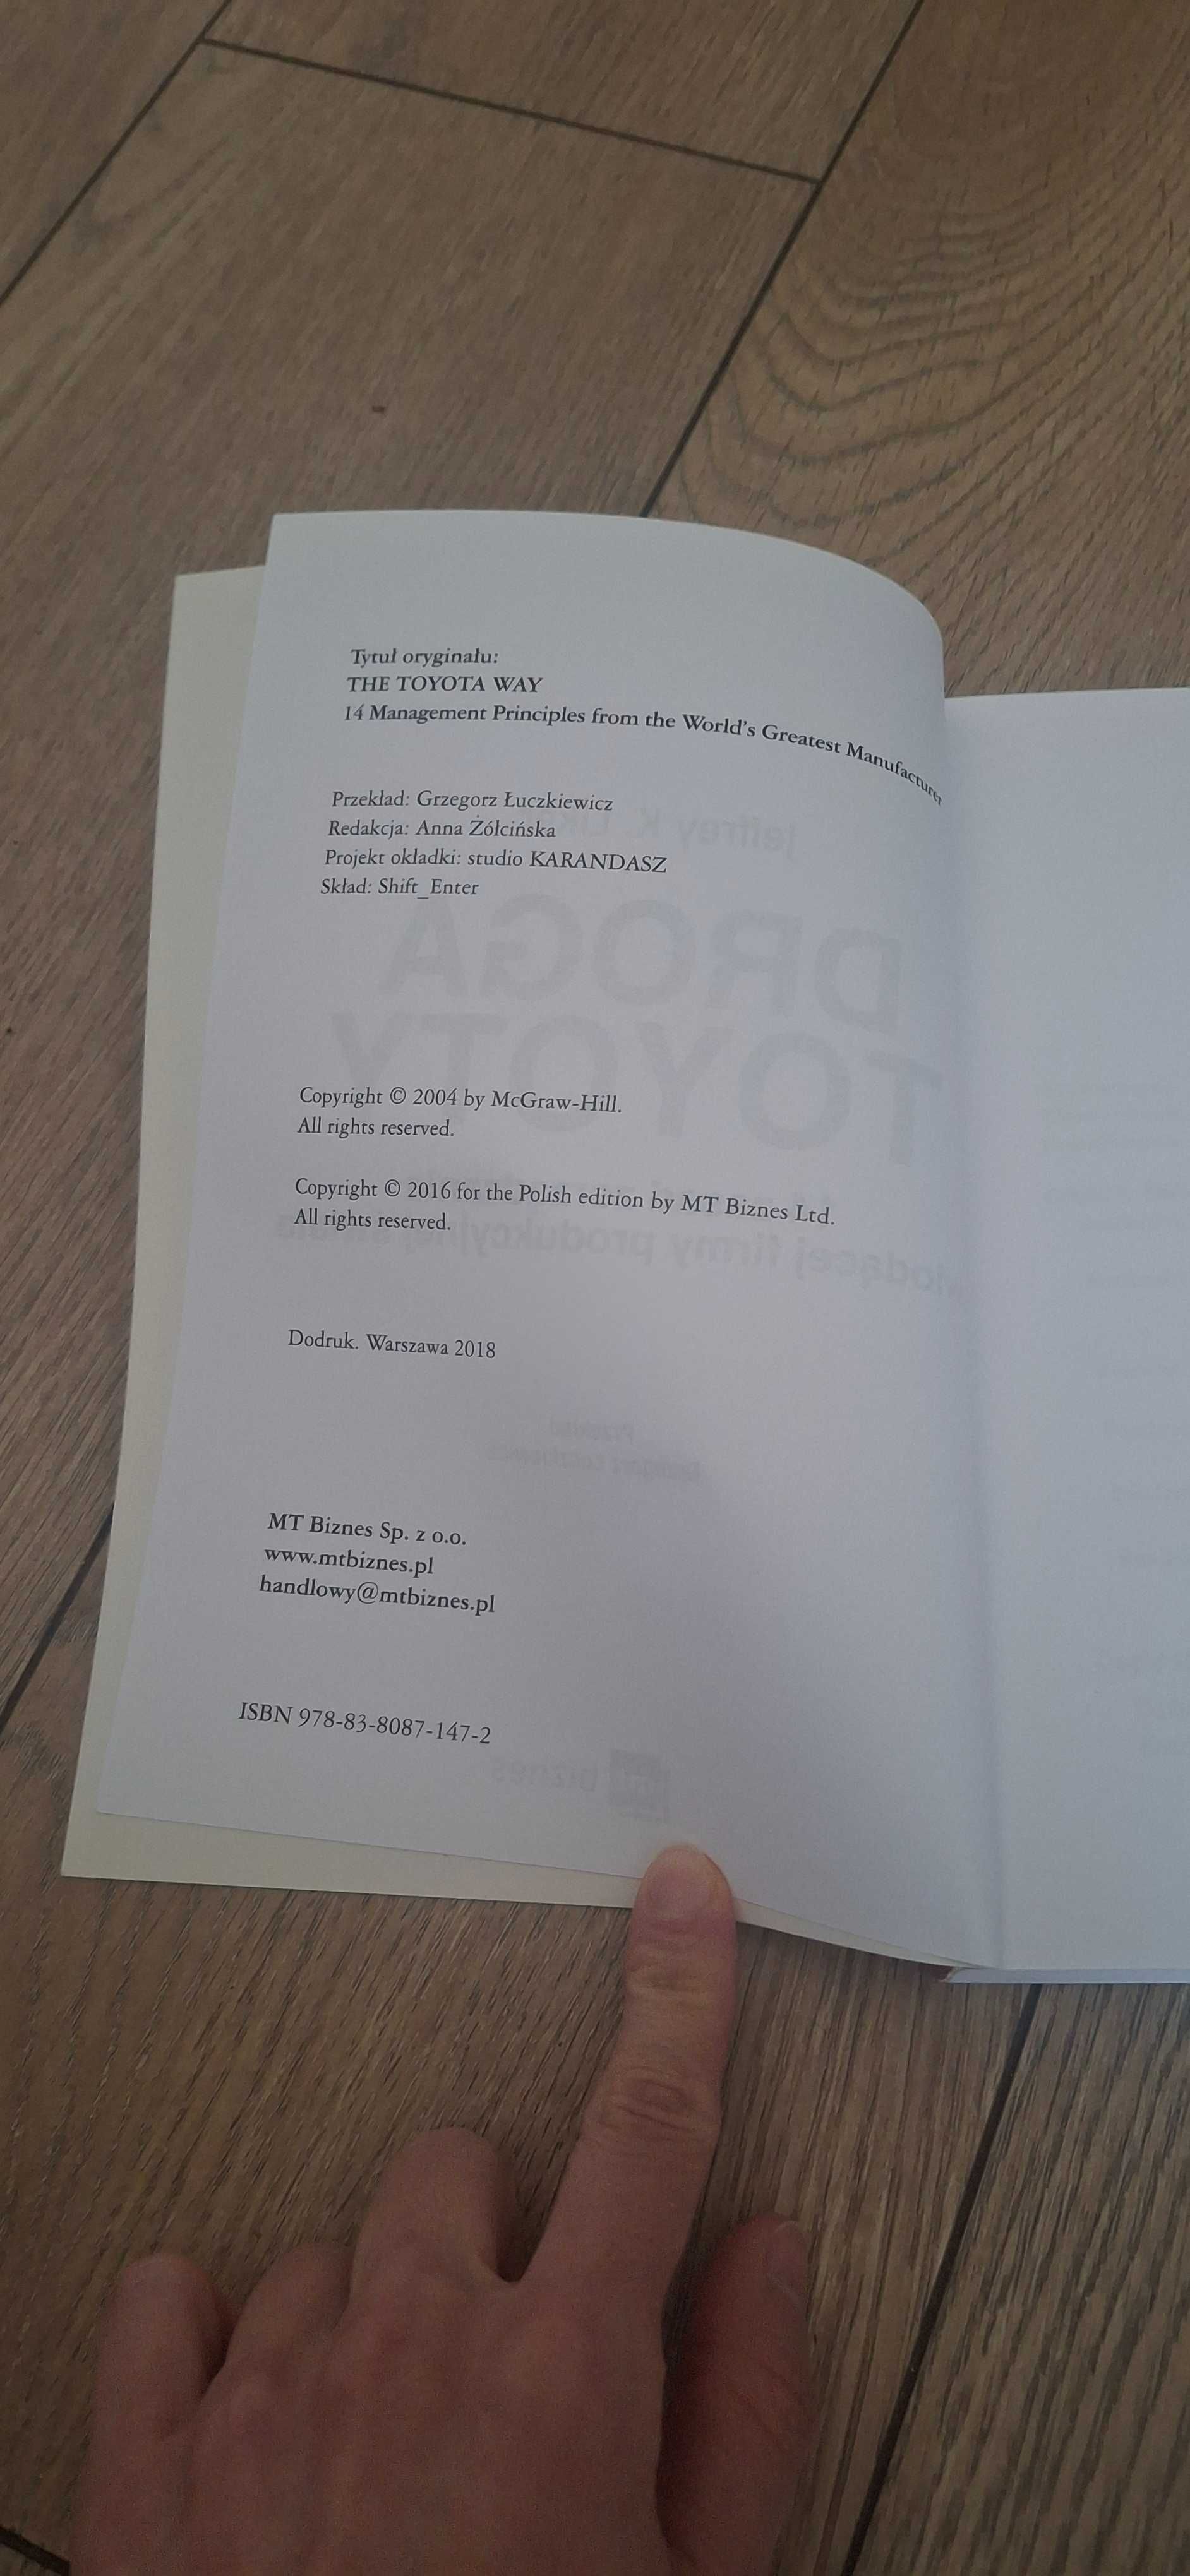 Tytuł oryginału:
THE TOYOTA WAY
14 Management Principles from the World's Greatest Manufacturer
Przekład: Grzegorz Łuczkiewicz
Redakcja: Anna Żółcińska
Projekt okładki: studio KARANDASZ
Skład: Shift_Enter
Copyright © 2004 by McGraw-Hill.
All rights reserved.
Copyright © 2016 for the Polish edition by MT Biznes Ltd.
All rights reserved.
Dodruk. Warszawa 2018
MT Biznes Sp. z o.o.
www.mtbiznes.pl
handlowy@mtbiznes.pl
ISBN 978-83-8087-147-2